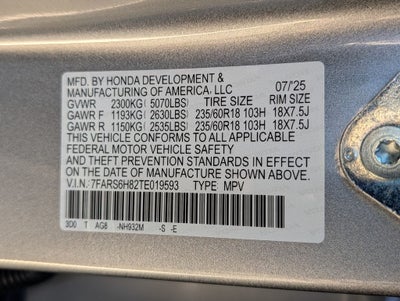 MFD. BY HONDA DEVELOPMENT &
MANUFACTURING OF AMERICA, LLC 07/'25
GVWR 2300KG (5070LBS) TIRE SIZE RIM SIZE
GAWR F 1193KG (2630LBS) 235/60R18 103H 18X7.5J
GAWR R 1150KG (2535LBS) 235/60R18 103H 18X7.5J
THIS VEHICLE CONFORMS TO ALL APPLICABLE
FEDERAL MOTOR VEHICLE SAFETY
AND THEFT PREVENTION STANDARDS IN EFFECT
ON THE DATE OF MANUFACTURE SHOWN ABOVE.
V.I.N.: 7FARS6H82TE019593 TYPE: MPV
3D0 T AG8 -NH932M -S -E